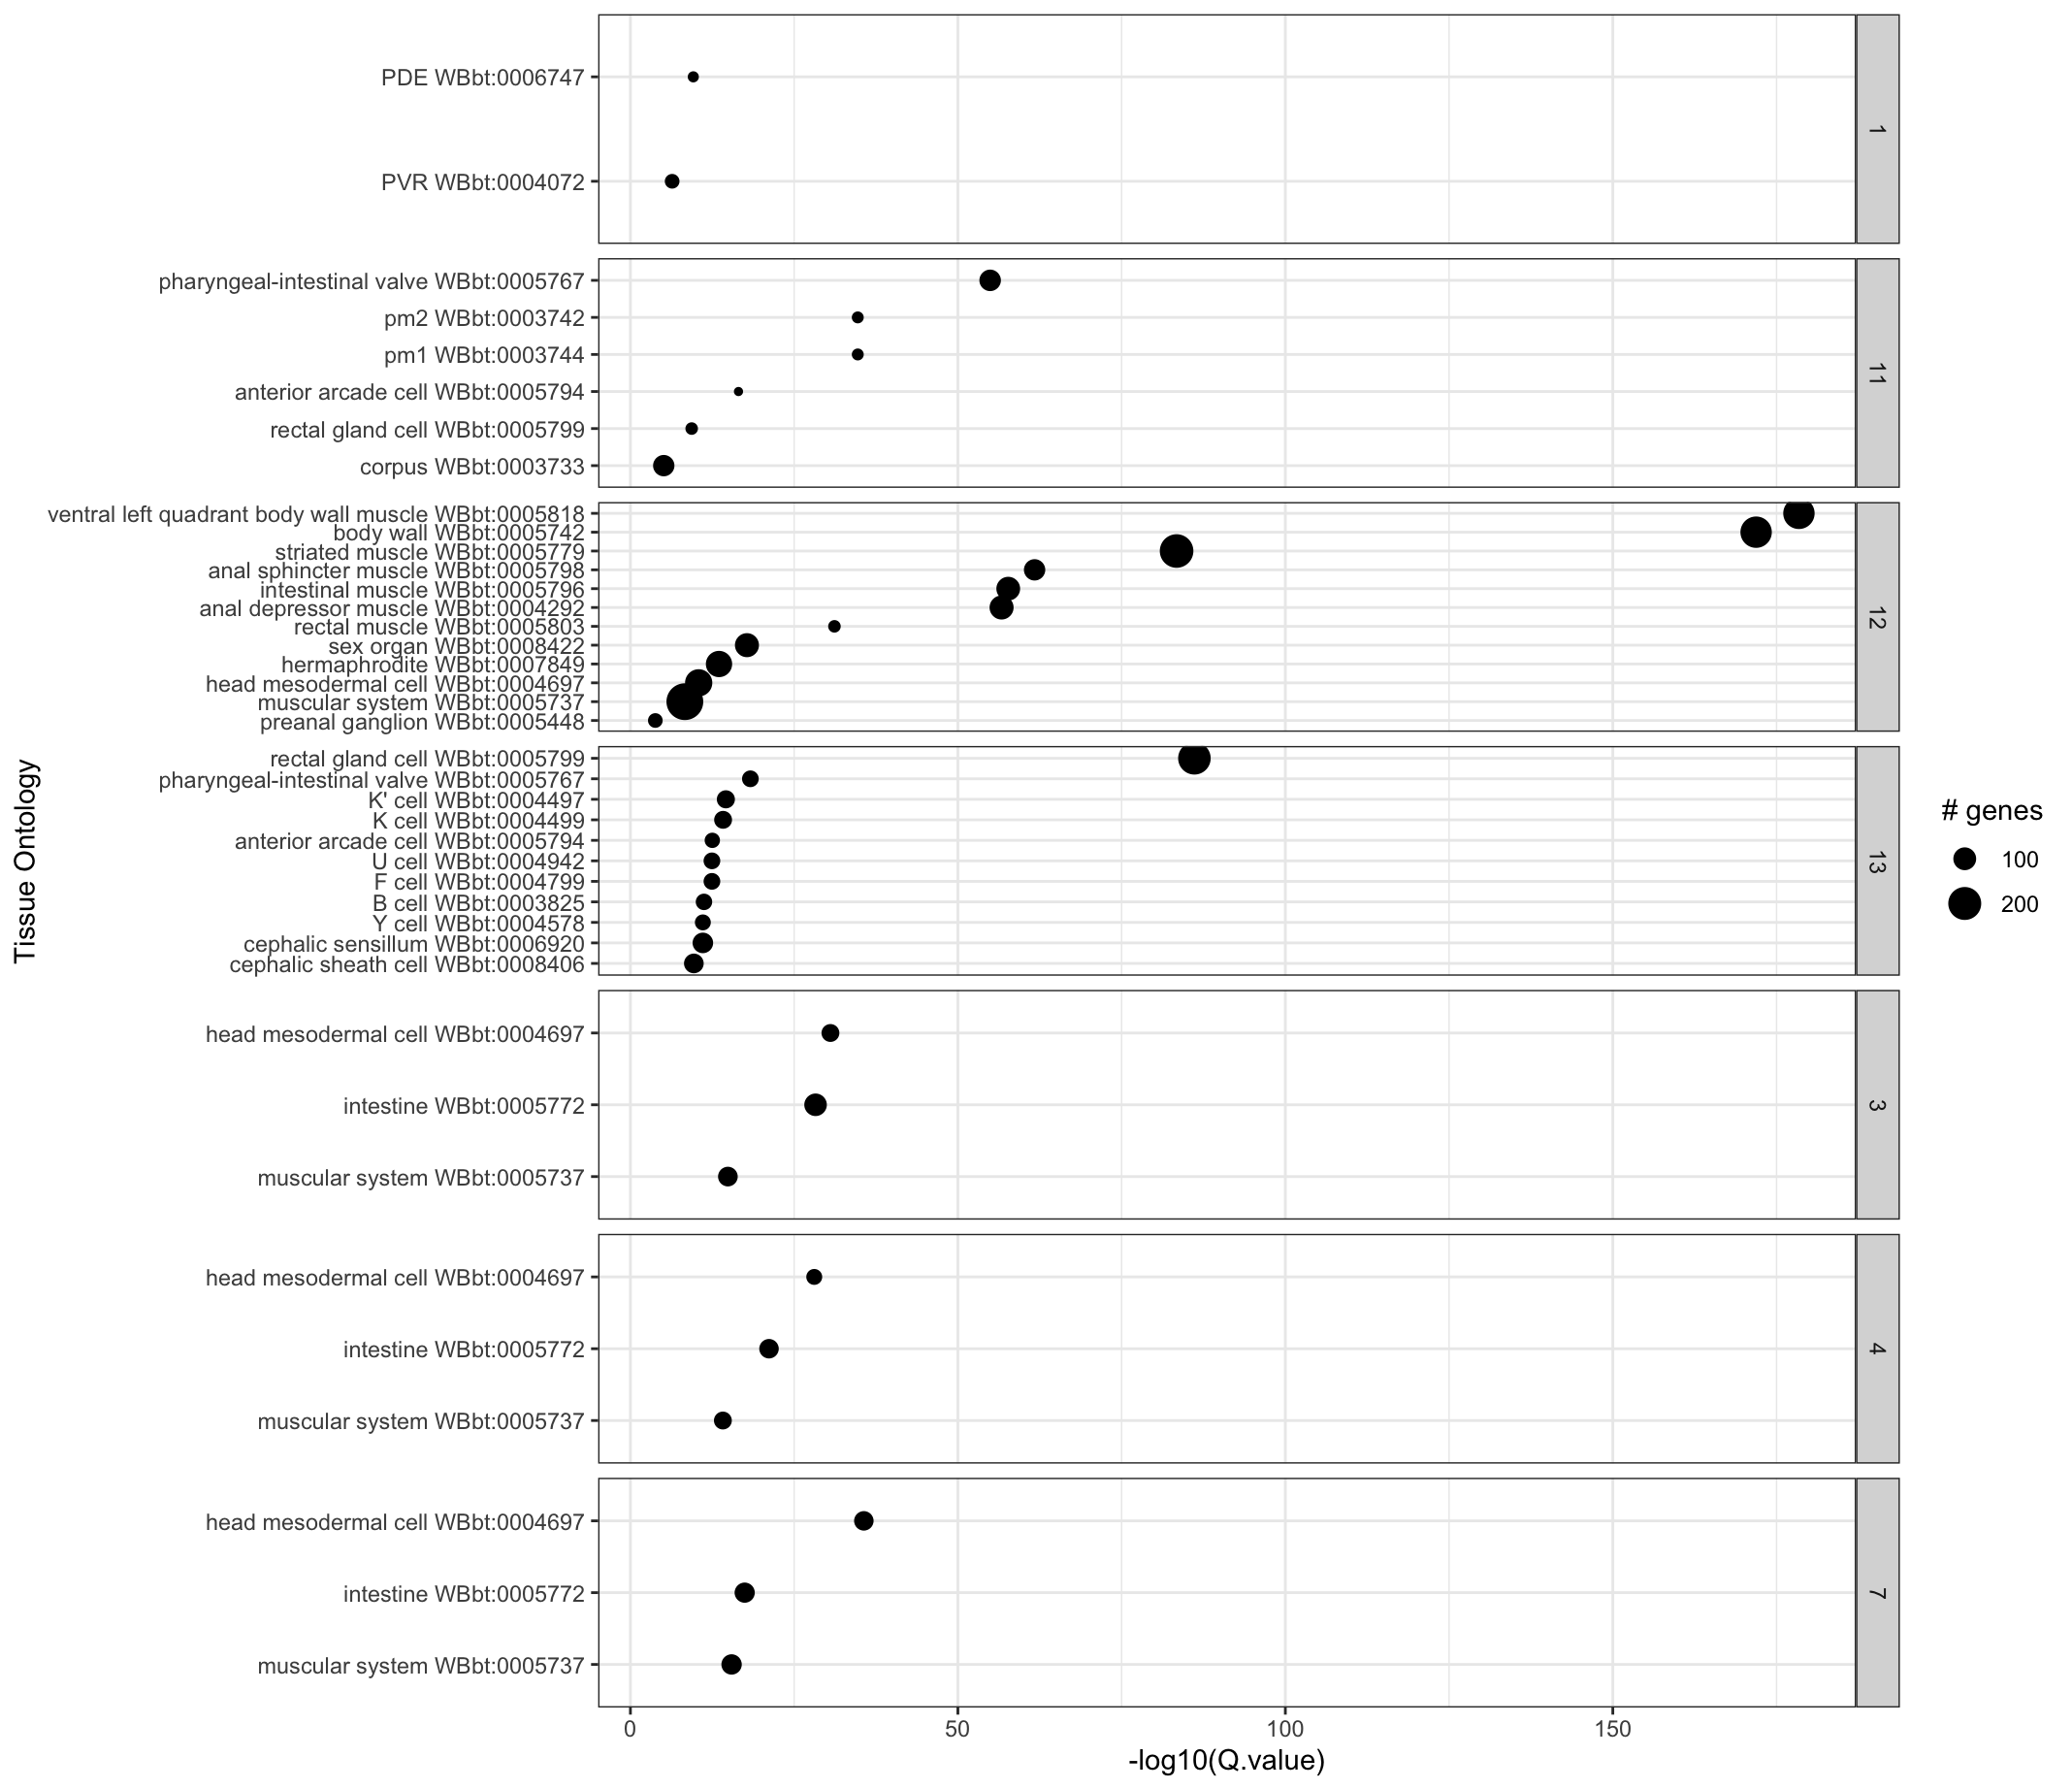 PDE WBbt:0006747
PVR WBbt:0004072
1
pharyngeal-intestinal valve WBbt:0005767
pm2 WBbt:0003742
pm1 WBbt:0003744
anterior arcade cell WBbt:0005794
rectal gland cell WBbt:0005799
corpus WBbt:0003733
11
ventral left quadrant body wall muscle WBbt:0005818
body wall WBbt:0005742
striated muscle WBbt:0005779
anal sphincter muscle WBbt:0005798
intestinal muscle WBbt:0005796
anal depressor muscle WBbt:0004292
rectal muscle WBbt:0005803
sex organ WBbt:0008422
hermaphrodite WBbt:0007849
head mesodermal cell WBbt:0004697
muscular system WBbt:0005737
preanal ganglion WBbt:0005448
12
rectal gland cell WBbt:0005799
pharyngeal-intestinal valve WBbt:0005767
K' cell WBbt:0004497
K cell WBbt:0004499
anterior arcade cell WBbt:0005794
U cell WBbt:0004942
F cell WBbt:0004799
B cell WBbt:0003825
Y cell WBbt:0004578
cephalic sensillum WBbt:0006920
cephalic sheath cell WBbt:0008406
13
head mesodermal cell WBbt:0004697
intestine WBbt:0005772
muscular system WBbt:0005737
3
head mesodermal cell WBbt:0004697
intestine WBbt:0005772
muscular system WBbt:0005737
4
head mesodermal cell WBbt:0004697
intestine WBbt:0005772
muscular system WBbt:0005737
7
0 50 100 150
-log10(Q.value)
Tissue Ontology
# genes
100
200